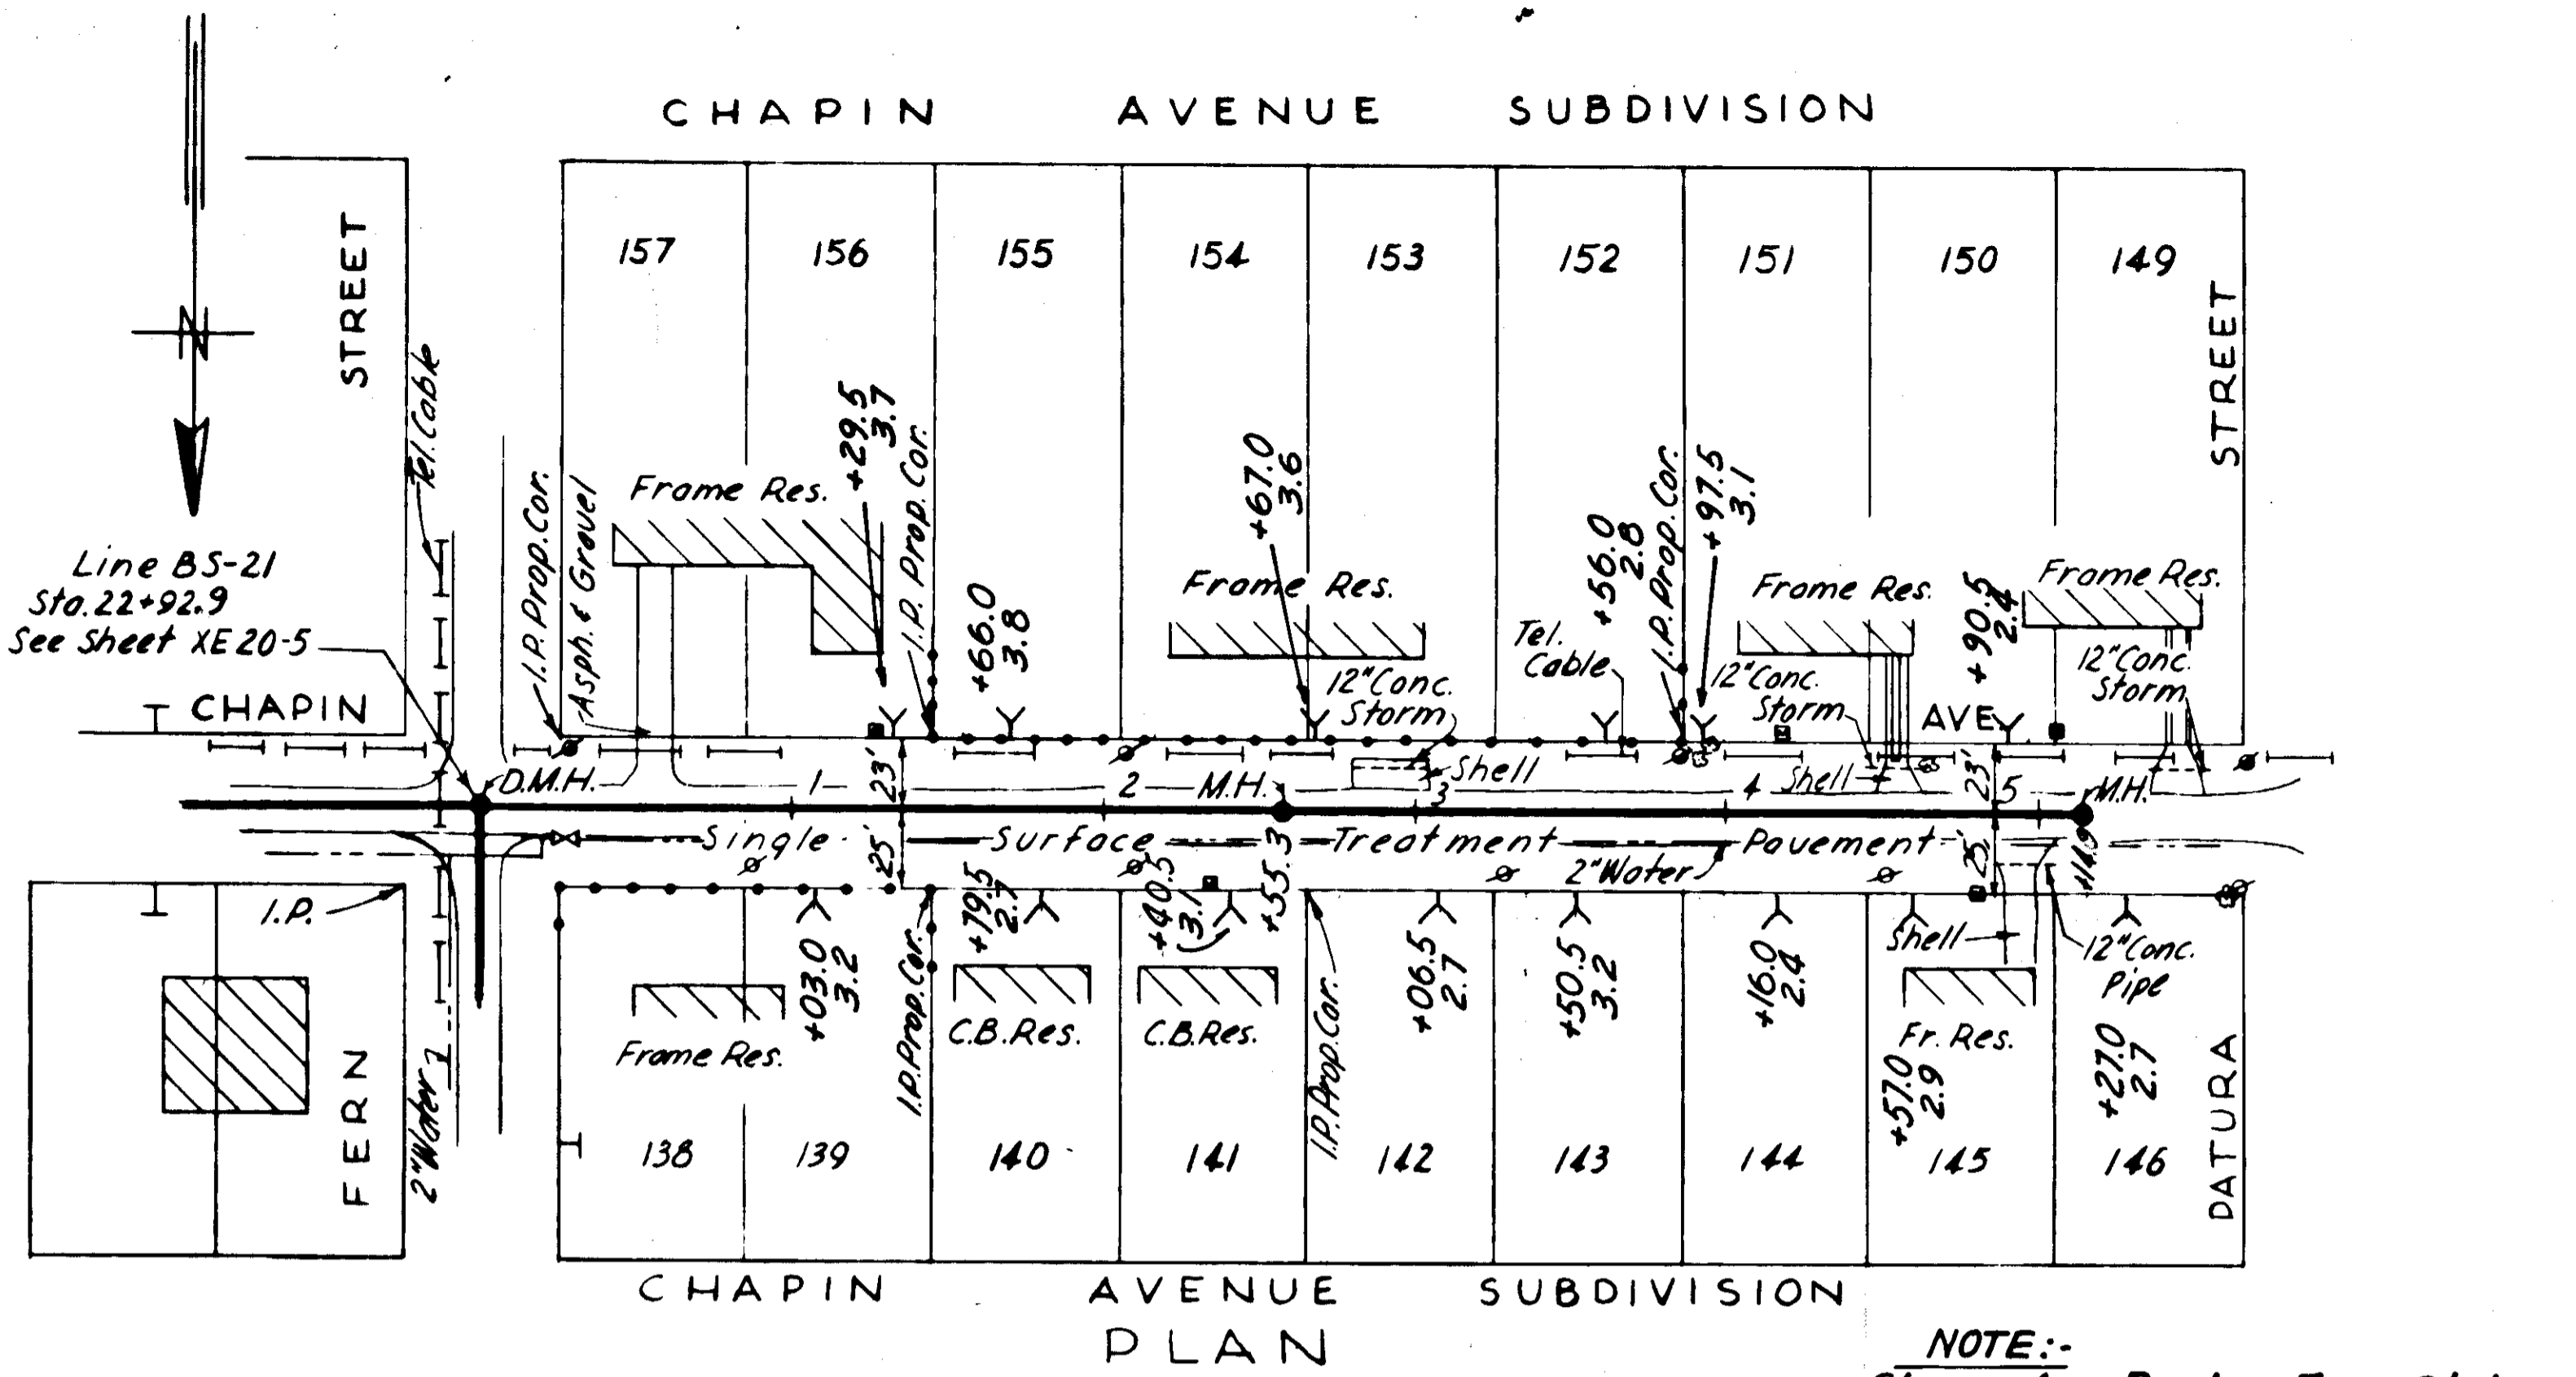 CHAPIN AVENUE SUBDIVISION
STREET
N
157
156
155
154
153
152
151
150
149
STREET
Tel. Cable
I.P. Prop. Cor.
Asph. & Gravel
Frame Res.
+29.5
3.7
I.P. Prop. Cor.
+66.0
3.8
+67.0
3.6
Frame Res.
12" Conc.
Storm
Tel.
Cable
+56.0
2.8
I.P. Prop. Cor.
+97.5
3.1
Frame Res.
12" Conc.
Storm
+90.5
2.4
Frame Res.
12" Conc.
Storm
Line BS-21
Sta. 22+92.9
See Sheet XE 20-5
CHAPIN
AVE
D.M.H.
1
23'
2
M.H.
Shell
3
4
Shell
23'
5
M.H.
Single Surface Treatment Pavement
25'
2" Water
25'
+14.9
I.P.
+03.0
3.2
I.P. Prop. Cor.
+79.5
2.7
+40.5
(3.1)
+55.3
I.P. Prop. Cor.
+06.5
2.7
+50.5
3.2
+16.0
2.4
Shell
12" Conc.
Pipe
+57.0
2.9
+27.0
2.7
Frame Res.
C.B. Res.
C.B. Res.
Fr. Res.
FERN
2" Water
138
139
140
141
142
143
144
145
146
DATURA
CHAPIN AVENUE SUBDIVISION
PLAN
NOTE:-